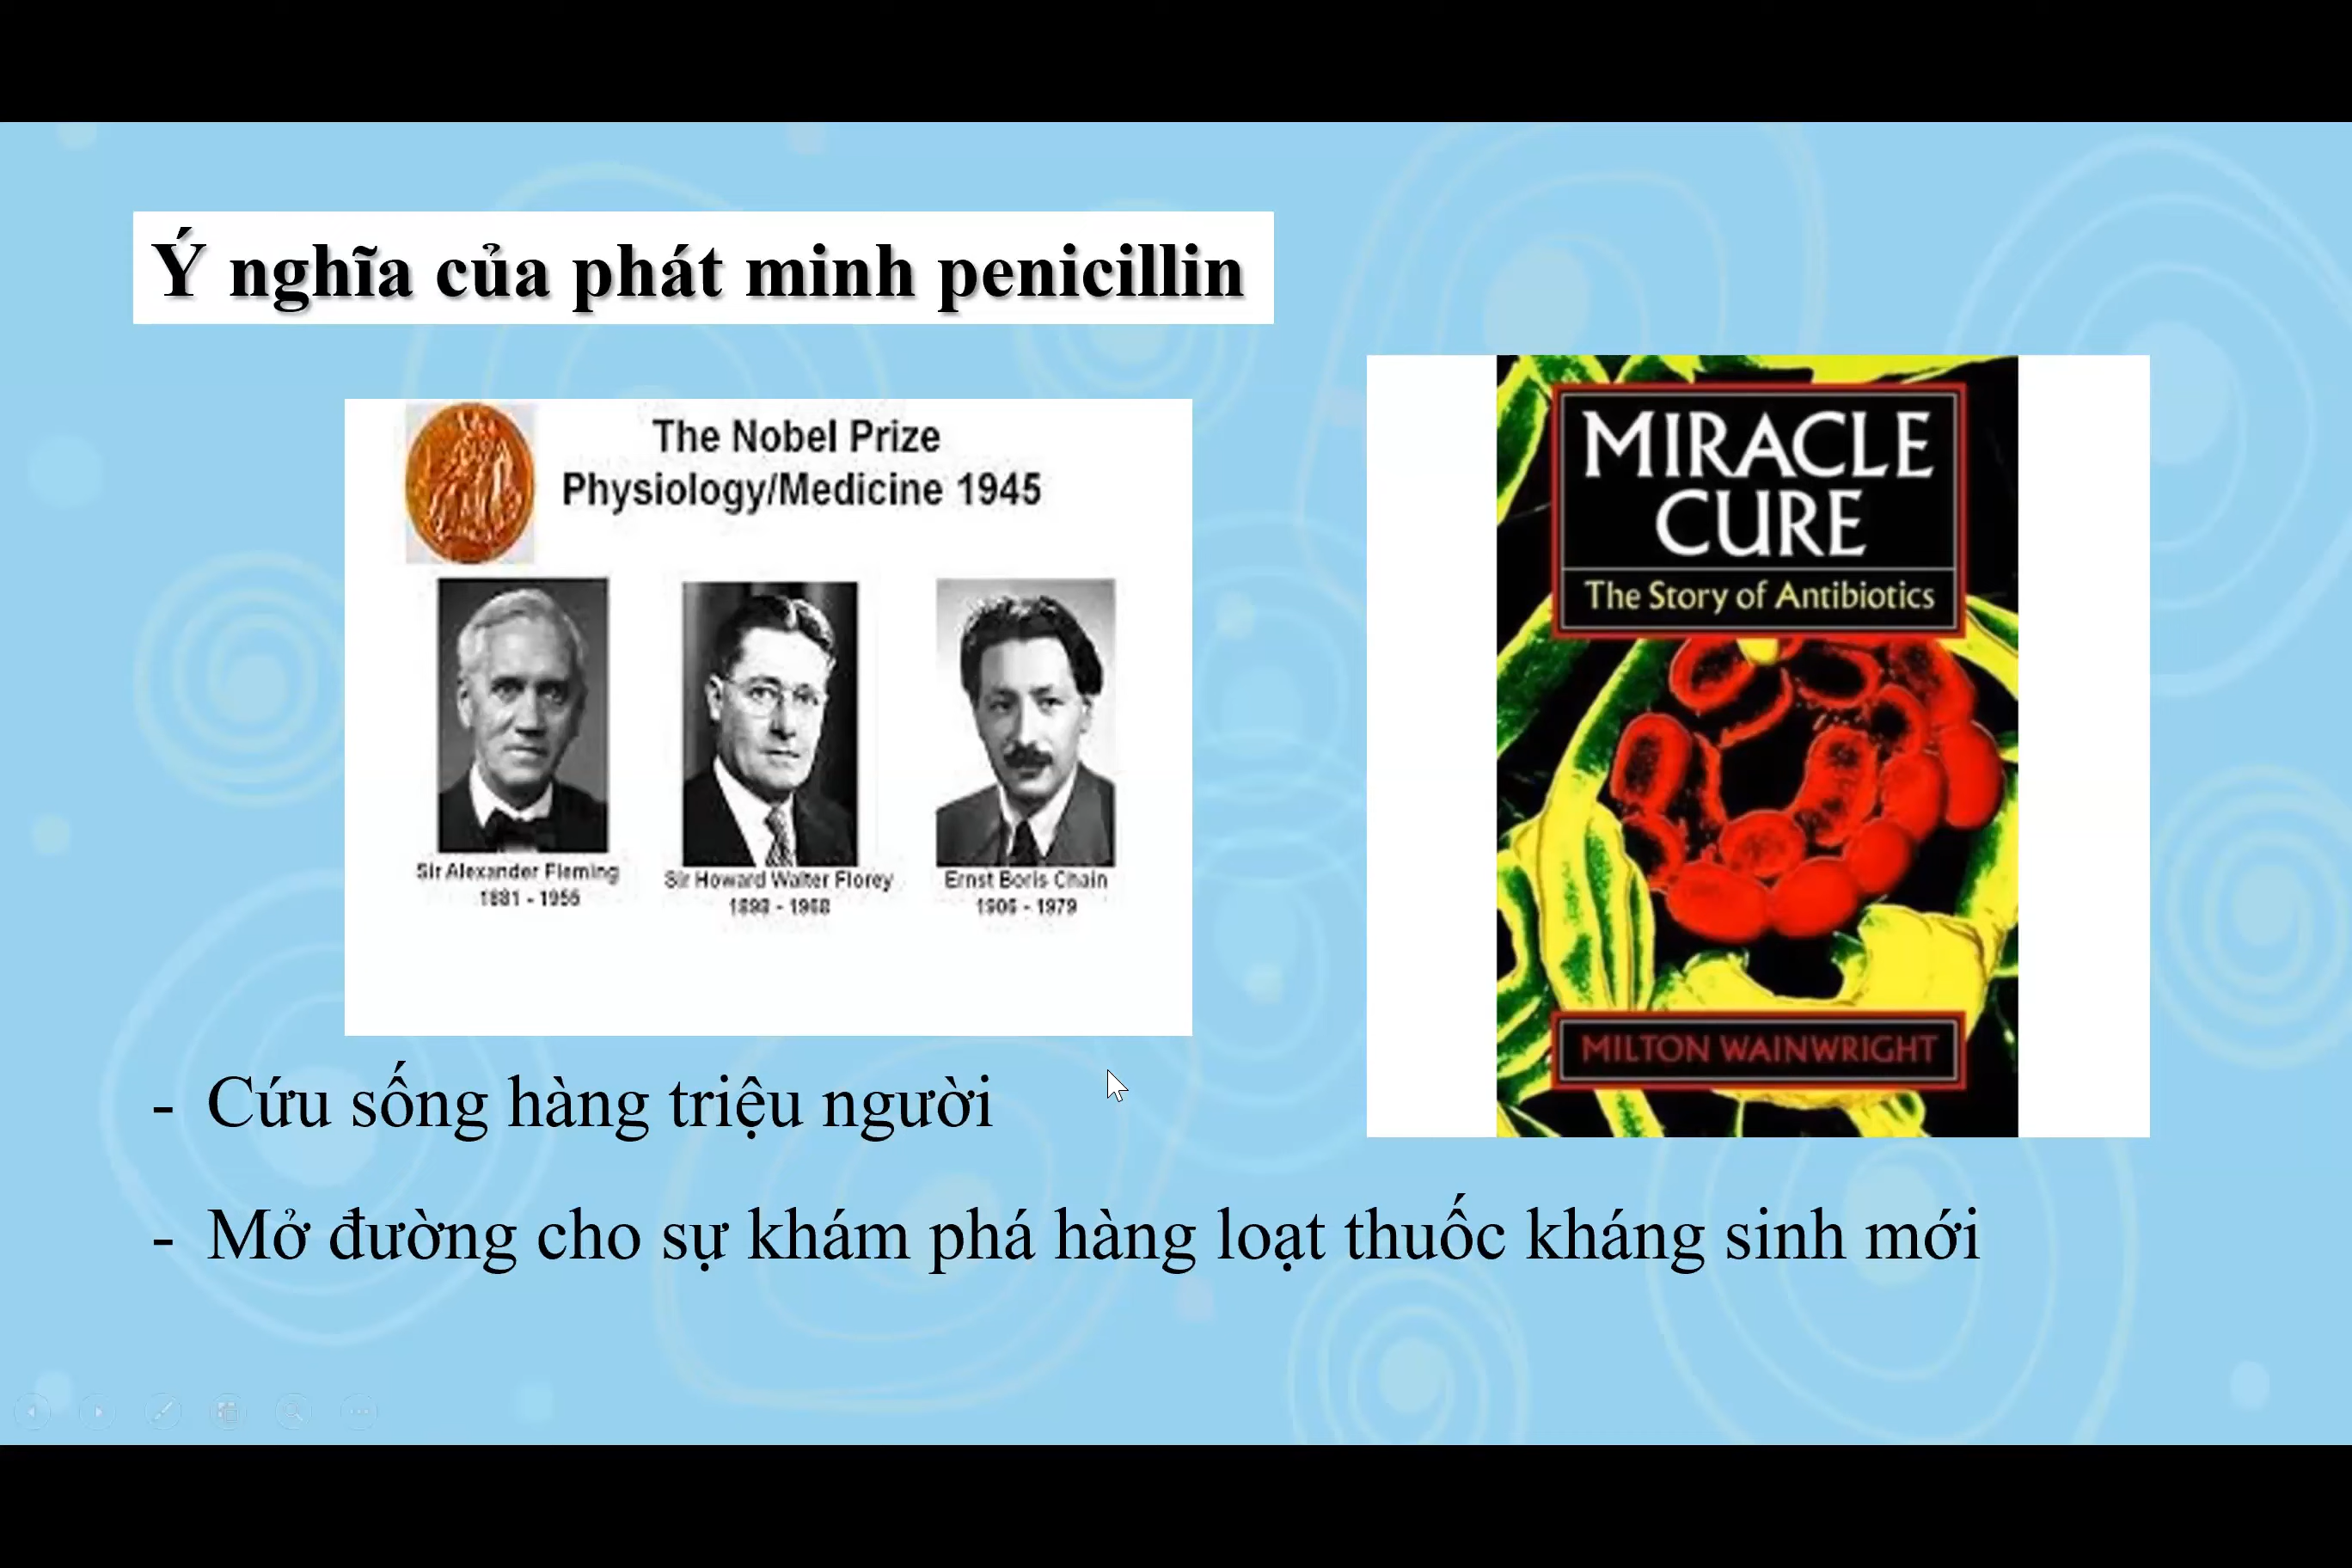 Ý nghĩa của phát minh penicillin
The Nobel Prize
Physiology/Medicine 1945
Sir Alexander Fleming
1881 - 1955
Sir Howard Walter Florey
1898 - 1968
Ernst Boris Chain
1906 - 1979
MIRACLE
CURE
The Story of Antibiotics
MILTON WAINWRIGHT
- Cứu sống hàng triệu người
- Mở đường cho sự khám phá hàng loạt thuốc kháng sinh mới